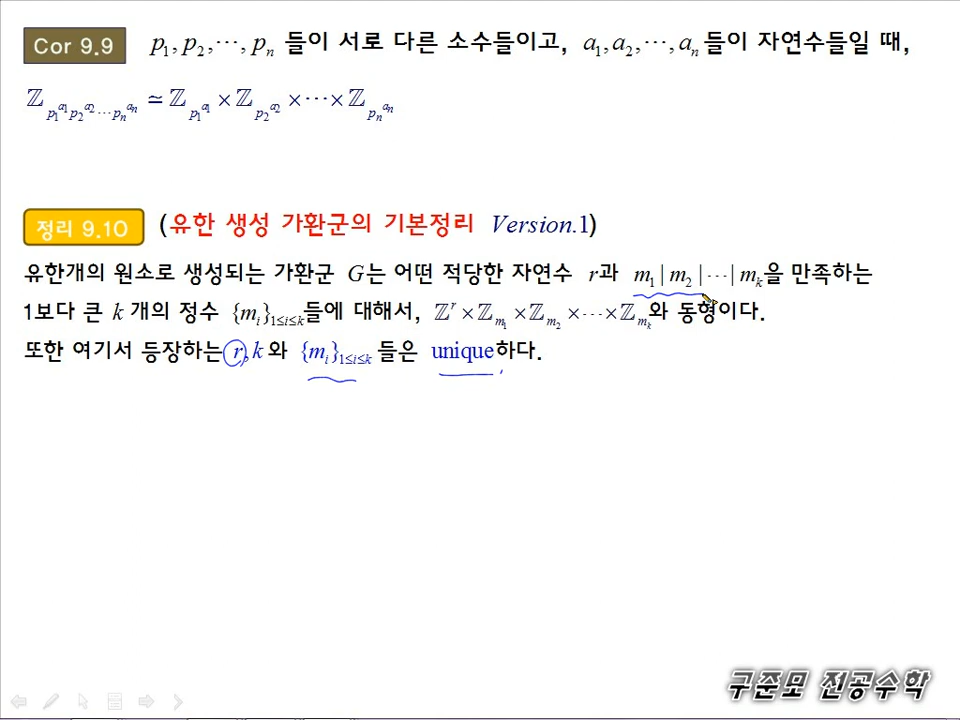 Cor 9.9 p₁, p₂, ⋯, pₙ 들이 서로 다른 소수들이고, a₁, a₂, ⋯, aₙ 들이 자연수들일 때,
ℤ_{p₁^{a₁}p₂^{a₂}⋯pₙ^{aₙ}} ≃ ℤ_{p₁^{a₁}} × ℤ_{p₂^{a₂}} × ⋯ × ℤ_{pₙ^{aₙ}}
정리 9.10 (유한 생성 가환군의 기본정리 Version.1)
유한개의 원소로 생성되는 가환군 G는 어떤 적당한 자연수 r과 m₁ | m₂ | ⋯ | mₖ을 만족하는
1보다 큰 k 개의 정수 {mᵢ}_{1≤i≤k}들에 대해서, ℤ^r × ℤ_{m₁} × ℤ_{m₂} × ⋯ × ℤ_{mₖ}와 동형이다.
또한 여기서 등장하는 r, k 와 {mᵢ}_{1≤i≤k} 들은 unique하다.
구준모 전공수학